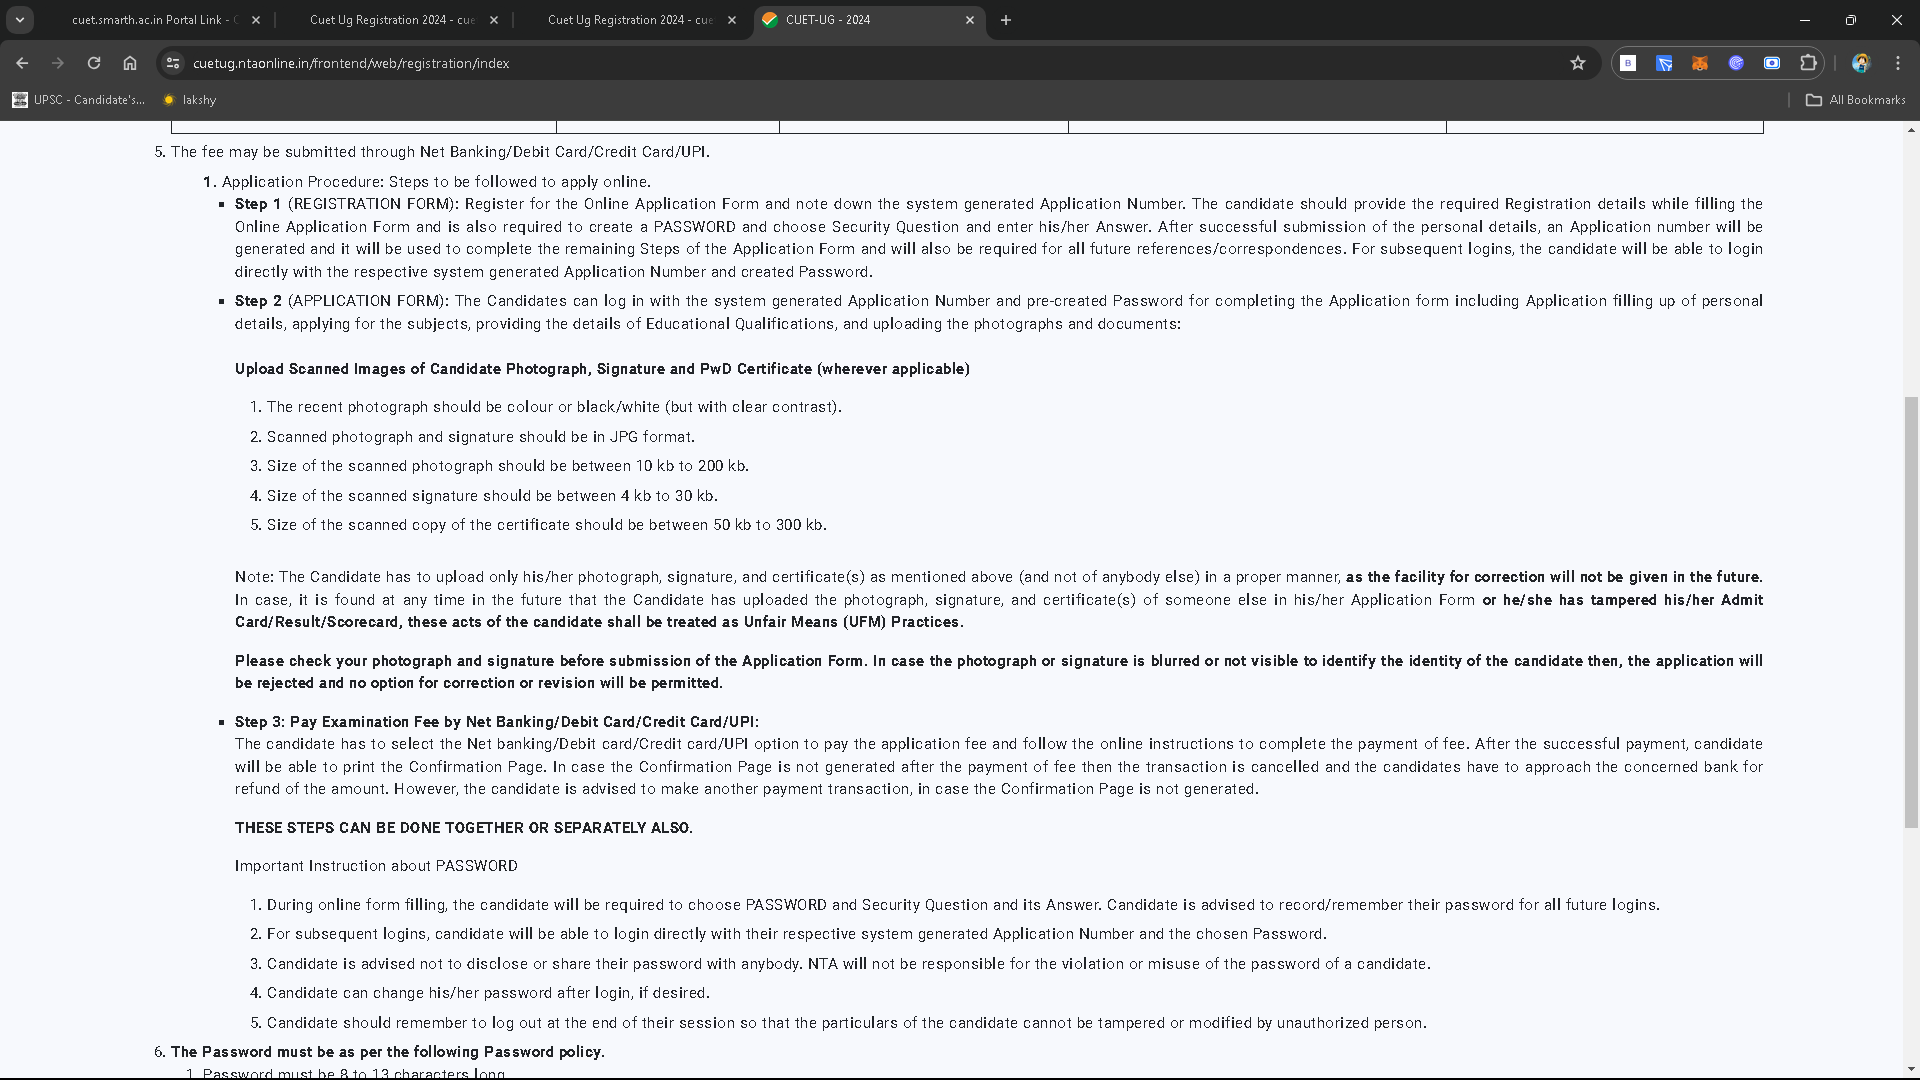 cuet.smarth.ac.in Portal Link - C
Cuet Ug Registration 2024 - cue
Cuet Ug Registration 2024 - cue
CUET-UG - 2024
cuetug.ntaonline.in/frontend/web/registration/index
UPSC - Candidate's...
lakshy
All Bookmarks
5. The fee may be submitted through Net Banking/Debit Card/Credit Card/UPI.
1. Application Procedure: Steps to be followed to apply online.
Step 1 (REGISTRATION FORM): Register for the Online Application Form and note down the system generated Application Number. The candidate should provide the required Registration details while filling the
Online Application Form and is also required to create a PASSWORD and choose Security Question and enter his/her Answer. After successful submission of the personal details, an Application number will be
generated and it will be used to complete the remaining Steps of the Application Form and will also be required for all future references/correspondences. For subsequent logins, the candidate will be able to login
directly with the respective system generated Application Number and created Password.
Step 2 (APPLICATION FORM): The Candidates can log in with the system generated Application Number and pre-created Password for completing the Application form including Application filling up of personal
details, applying for the subjects, providing the details of Educational Qualifications, and uploading the photographs and documents:
Upload Scanned Images of Candidate Photograph, Signature and PwD Certificate (wherever applicable)
1. The recent photograph should be colour or black/white (but with clear contrast).
2. Scanned photograph and signature should be in JPG format.
3. Size of the scanned photograph should be between 10 kb to 200 kb.
4. Size of the scanned signature should be between 4 kb to 30 kb.
5. Size of the scanned copy of the certificate should be between 50 kb to 300 kb.
Note: The Candidate has to upload only his/her photograph, signature, and certificate(s) as mentioned above (and not of anybody else) in a proper manner, as the facility for correction will not be given in the future.
In case, it is found at any time in the future that the Candidate has uploaded the photograph, signature, and certificate(s) of someone else in his/her Application Form or he/she has tampered his/her Admit
Card/Result/Scorecard, these acts of the candidate shall be treated as Unfair Means (UFM) Practices.
Please check your photograph and signature before submission of the Application Form. In case the photograph or signature is blurred or not visible to identify the identity of the candidate then, the application will
be rejected and no option for correction or revision will be permitted.
Step 3: Pay Examination Fee by Net Banking/Debit Card/Credit Card/UPI:
The candidate has to select the Net banking/Debit card/Credit card/UPI option to pay the application fee and follow the online instructions to complete the payment of fee. After the successful payment, candidate
will be able to print the Confirmation Page. In case the Confirmation Page is not generated after the payment of fee then the transaction is cancelled and the candidates have to approach the concerned bank for
refund of the amount. However, the candidate is advised to make another payment transaction, in case the Confirmation Page is not generated.
THESE STEPS CAN BE DONE TOGETHER OR SEPARATELY ALSO.
Important Instruction about PASSWORD
1. During online form filling, the candidate will be required to choose PASSWORD and Security Question and its Answer. Candidate is advised to record/remember their password for all future logins.
2. For subsequent logins, candidate will be able to login directly with their respective system generated Application Number and the chosen Password.
3. Candidate is advised not to disclose or share their password with anybody. NTA will not be responsible for the violation or misuse of the password of a candidate.
4. Candidate can change his/her password after login, if desired.
5. Candidate should remember to log out at the end of their session so that the particulars of the candidate cannot be tampered or modified by unauthorized person.
6. The Password must be as per the following Password policy.
1. Password must be 8 to 13 characters long